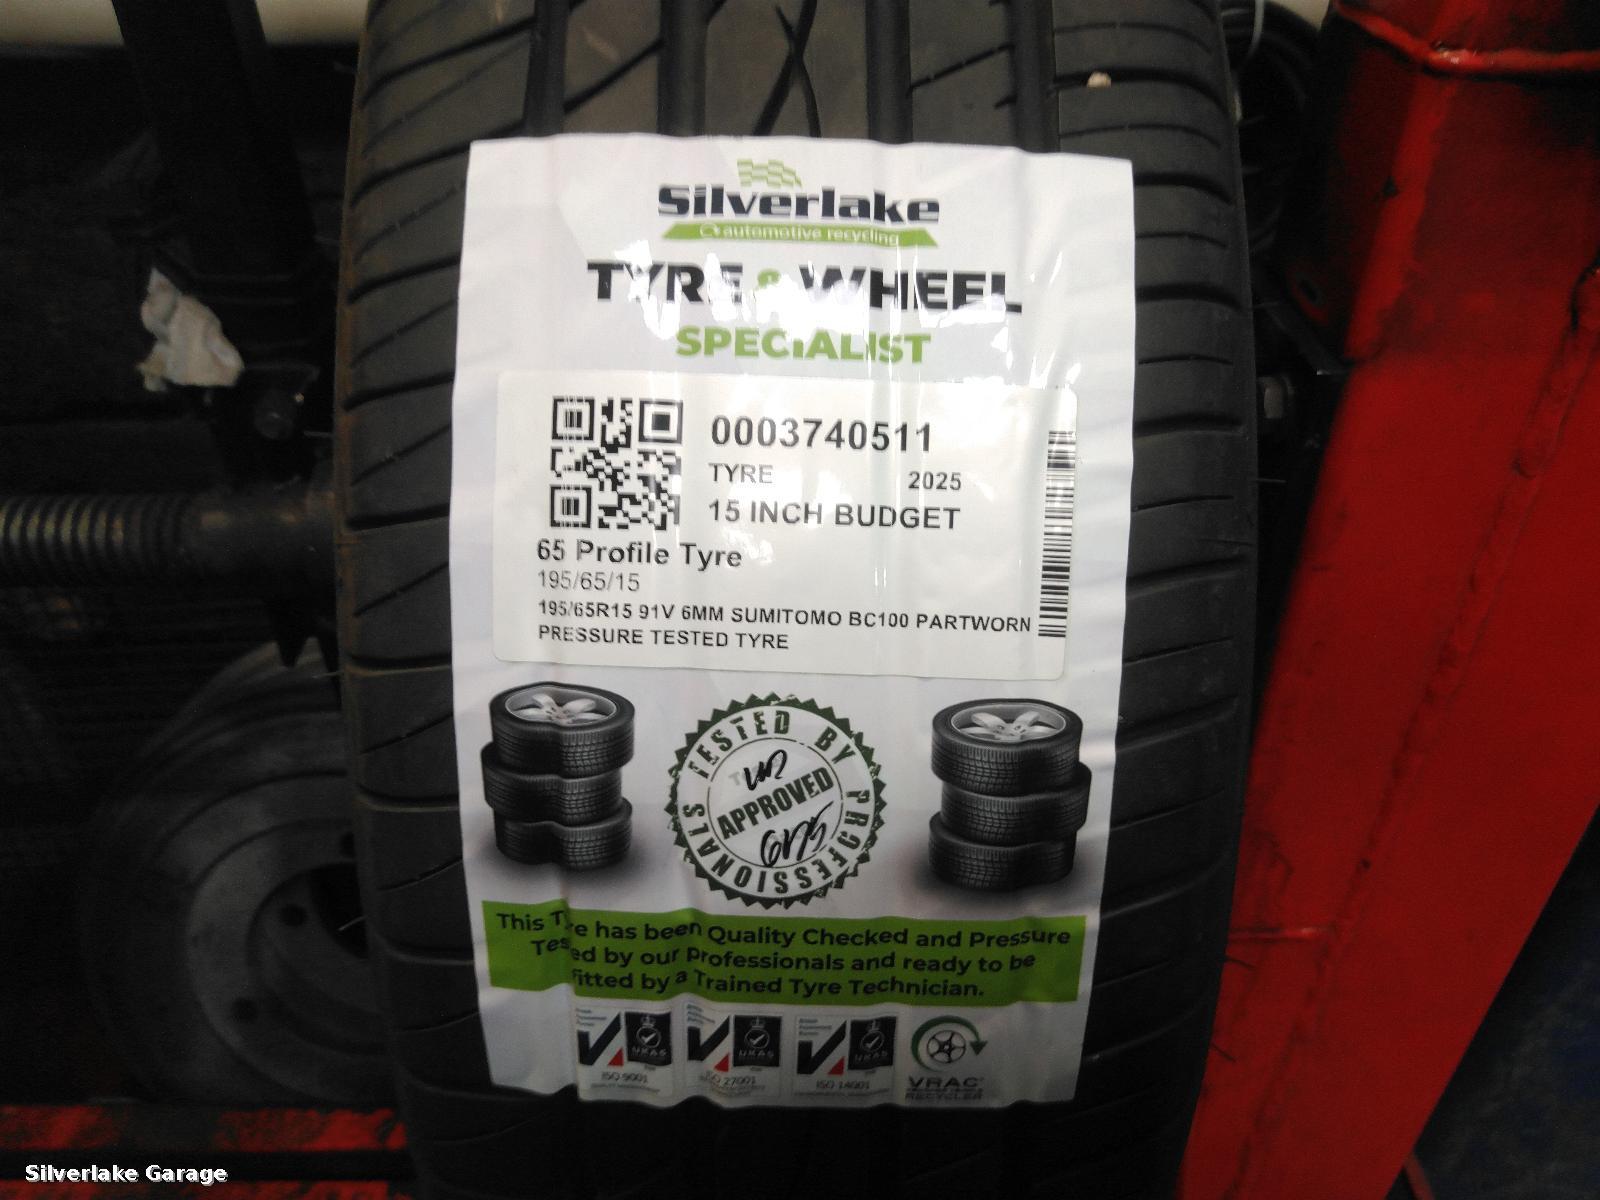 Silverlake
automotive recycling
TYRE & WHEEL
SPECIALIST
0003740511
TYRE 2025
15 INCH BUDGET
65 Profile Tyre
195/65/15
195/65R15 91V 6MM SUMITOMO BC100 PARTWORN
PRESSURE TESTED TYRE
TESTED BY PROFESSIONALS
APPROVED
This Tyre has been Quality Checked and Pressure
Tested by our Professionals and ready to be
fitted by a Trained Tyre Technician.
UKAS UKAS UKAS
ISO 9001 ISO 27001 ISO 14001
VRAC
RECYCLER
Silverlake Garage